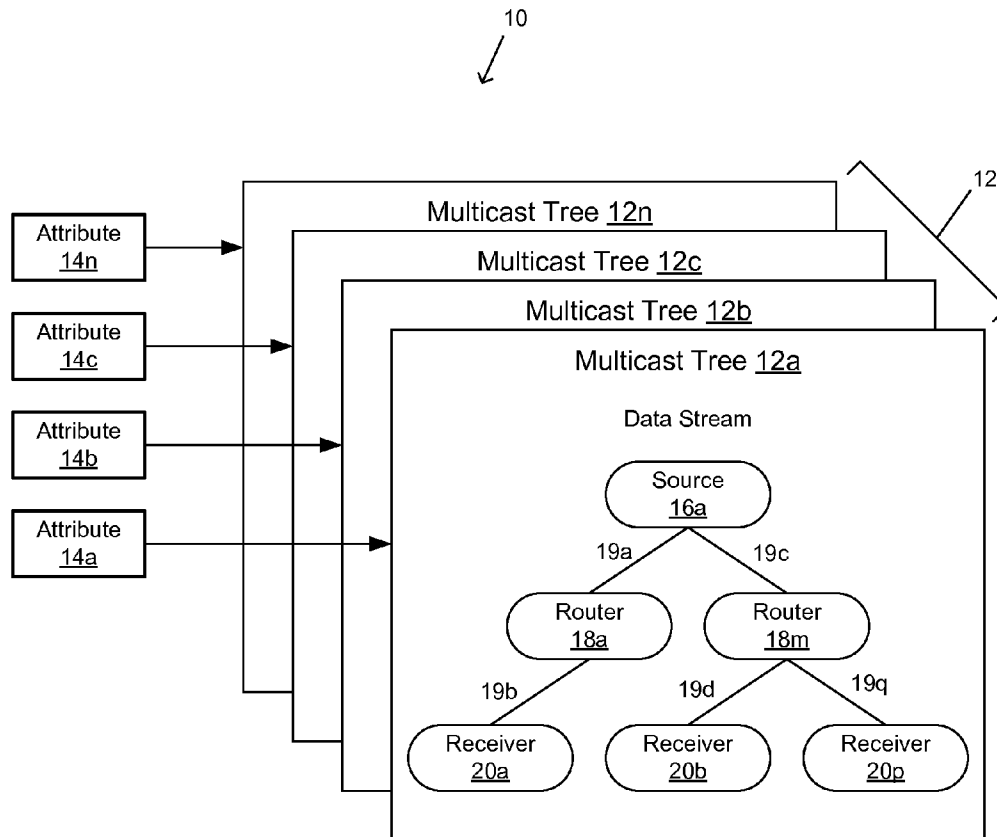 10
12
Multicast Tree 12n
Attribute
14n
Multicast Tree 12c
Attribute
14c
Multicast Tree 12b
Multicast Tree 12a
Attribute
14b
Data Stream
Source
16a
Attribute
14a
19a
19c
Router
18a
Router
18m
19b
19d
19q
Receiver
20a
Receiver
20b
Receiver
20p